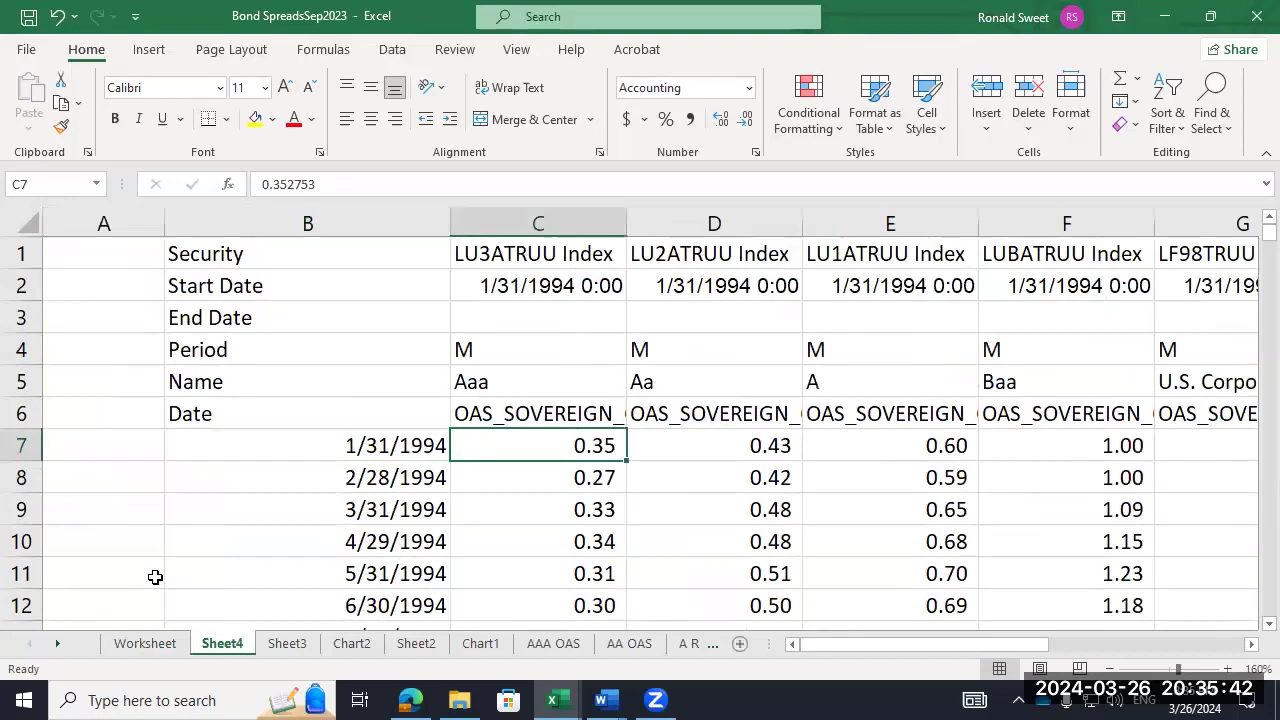 Bond SpreadsSep2023 - Excel
Search
Ronald Sweet RS
File Home Insert Page Layout Formulas Data Review View Help Acrobat Share
Paste
Clipboard
Calibri 11
B I U A
Font
Wrap Text
Merge & Center
Alignment
Accounting
$ % ,
Number
Conditional Formatting
Format as Table
Cell Styles
Styles
Insert Delete Format
Cells
Sort & Filter
Find & Select
Editing
C7 fx 0.352753
A B C D E F G
1 Security LU3ATRUU Index LU2ATRUU Index LU1ATRUU Index LUBATRUU Index LF98TRUU
2 Start Date 1/31/1994 0:00 1/31/1994 0:00 1/31/1994 0:00 1/31/1994 0:00 1/31/199
3 End Date
4 Period M M M M M
5 Name Aaa Aa A Baa U.S. Corpo
6 Date OAS_SOVEREIGN_ OAS_SOVEREIGN_ OAS_SOVEREIGN_ OAS_SOVEREIGN_ OAS_SOVE
7 1/31/1994 0.35 0.43 0.60 1.00
8 2/28/1994 0.27 0.42 0.59 1.00
9 3/31/1994 0.33 0.48 0.65 1.09
10 4/29/1994 0.34 0.48 0.68 1.15
11 5/31/1994 0.31 0.51 0.70 1.23
12 6/30/1994 0.30 0.50 0.69 1.18
Worksheet Sheet4 Sheet3 Chart2 Sheet2 Chart1 AAA OAS AA OAS A R ...
Ready 160%
Type here to search
ENG
2024-03-26 20:35:42
3/26/2024